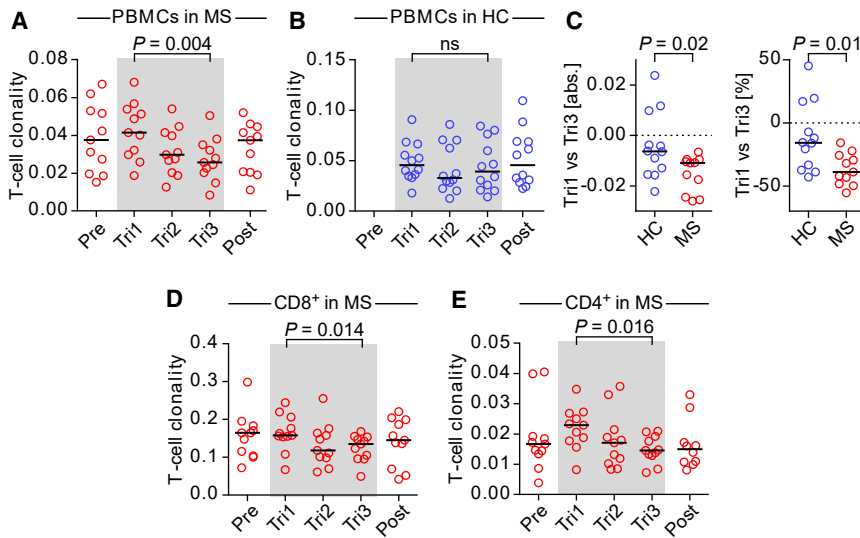 A
PBMCs in MS
P = 0.004
T-cell clonality
0.08
0.06
0.04
0.02
0.00
Pre Tri1 Tri2 Tri3 Post
B
PBMCs in HC
ns
T-cell clonality
0.15
0.10
0.05
0.00
Pre Tri1 Tri2 Tri3 Post
C
P = 0.02
Tri1 vs Tri3 [abs.]
0.02
0.00
-0.02
HC MS
P = 0.01
Tri1 vs Tri3 [%]
50
0
-50
HC MS
D
CD8+ in MS
P = 0.014
T-cell clonality
0.4
0.3
0.2
0.1
0.0
Pre Tri1 Tri2 Tri3 Post
E
CD4+ in MS
P = 0.016
T-cell clonality
0.05
0.04
0.03
0.02
0.01
0.00
Pre Tri1 Tri2 Tri3 Post